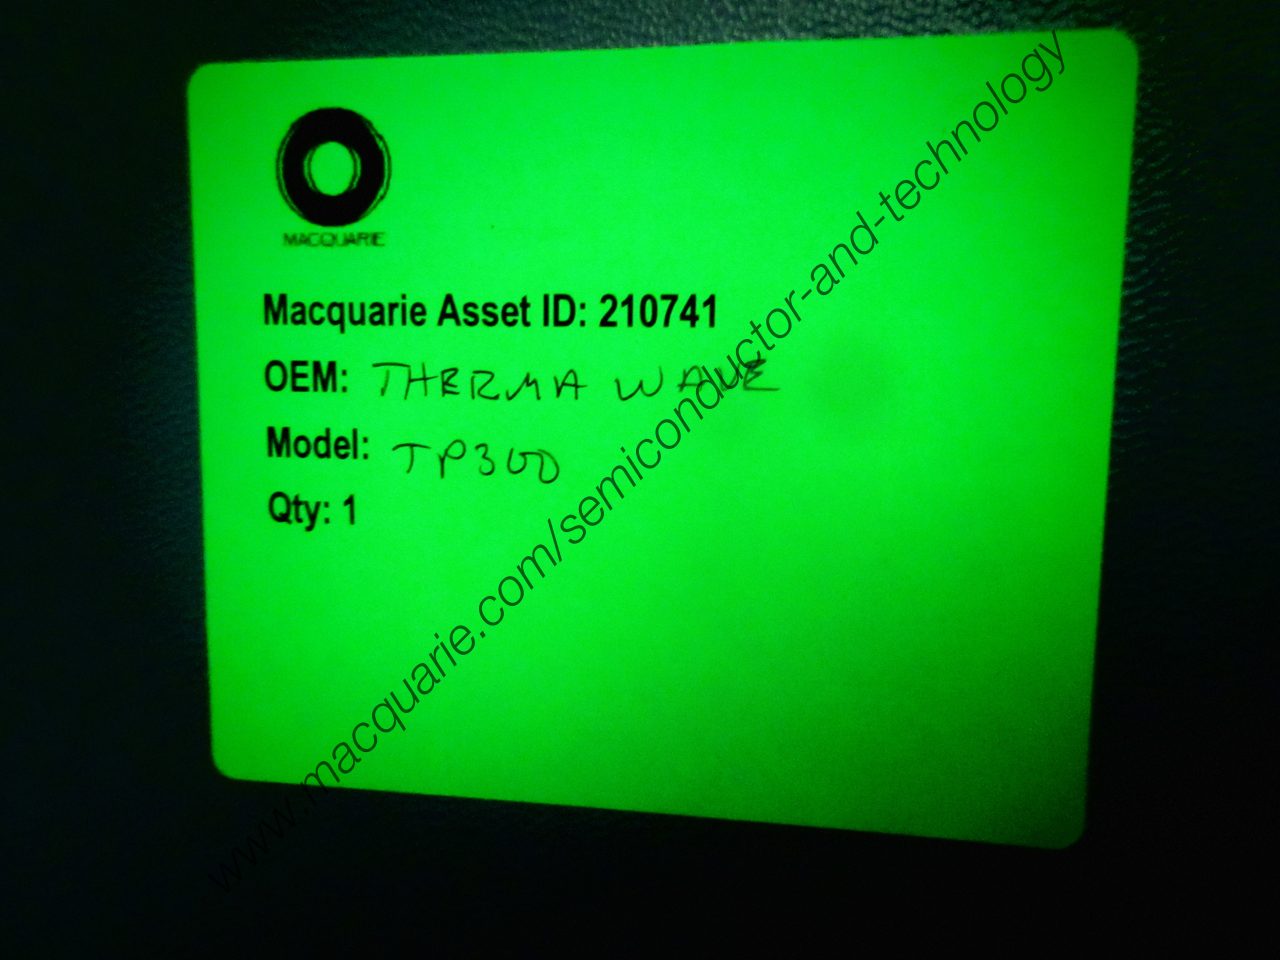 MACQUARIE
Macquarie Asset ID: 210741
OEM: THERMA WAVE
Model: TP300
Qty: 1
www.macquarie.com/semiconductor-and-technology